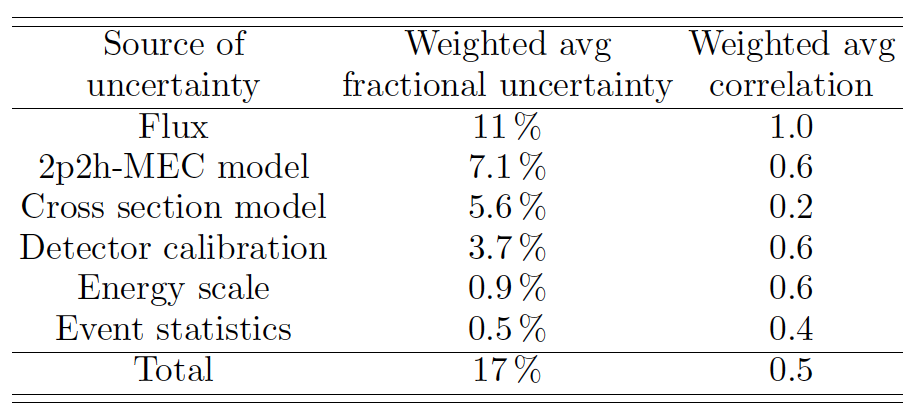 Source of Weighted avg Weighted avg
uncertainty fractional uncertainty correlation
Flux 11 % 1.0
2p2h-MEC model 7.1 % 0.6
Cross section model 5.6 % 0.2
Detector calibration 3.7 % 0.6
Energy scale 0.9 % 0.6
Event statistics 0.5 % 0.4
Total 17 % 0.5